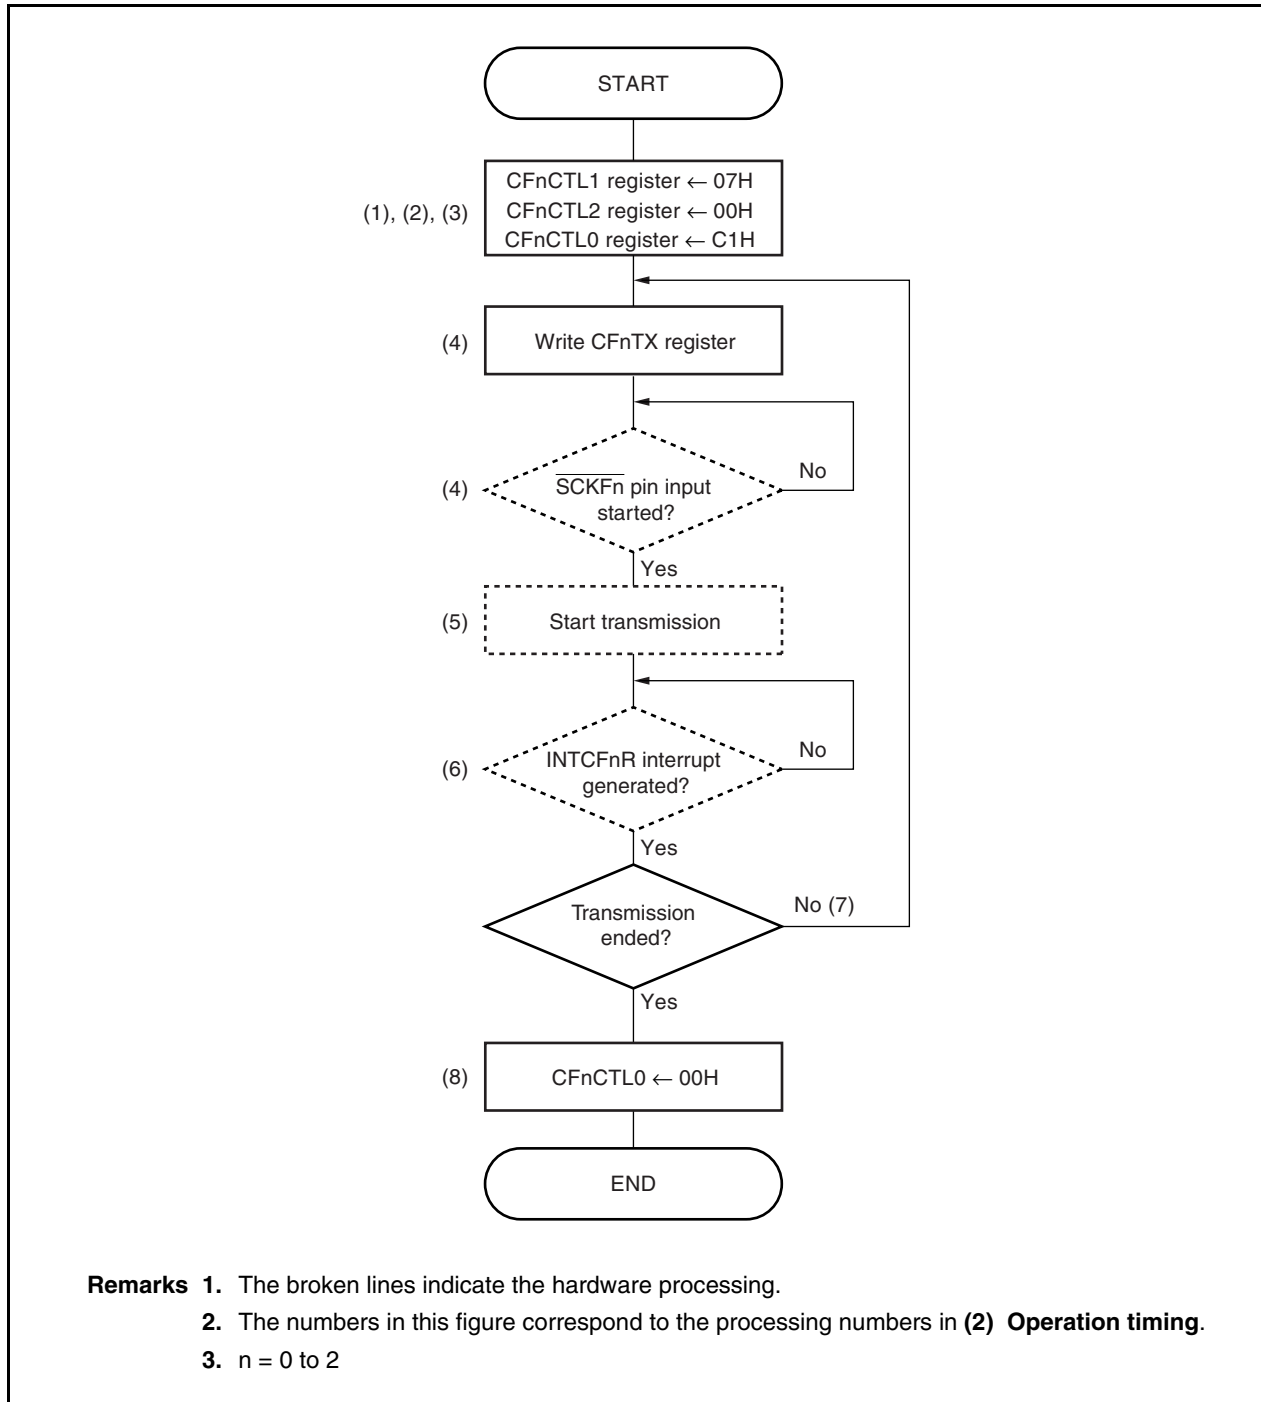 START
(1), (2), (3)
CFnCTL1 register ← 07H
CFnCTL2 register ← 00H
CFnCTL0 register ← C1H
(4)
Write CFnTX register
(4)
SCKFn pin input
started?
No
Yes
(5)
Start transmission
(6)
INTCFnR interrupt
generated?
No
Yes
Transmission
ended?
No (7)
Yes
(8)
CFnCTL0 ← 00H
END
Remarks 1. The broken lines indicate the hardware processing.
2. The numbers in this figure correspond to the processing numbers in (2) Operation timing.
3. n = 0 to 2